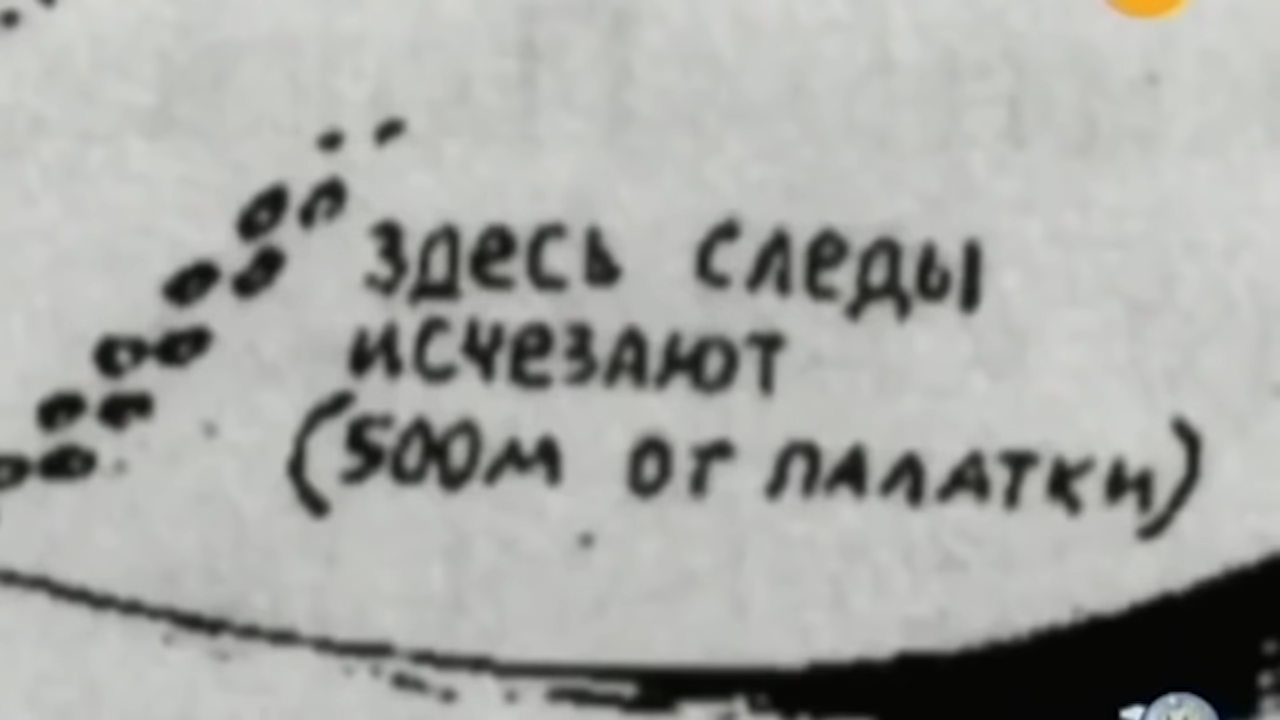 здесь следы
исчезают
(500м от палатки)